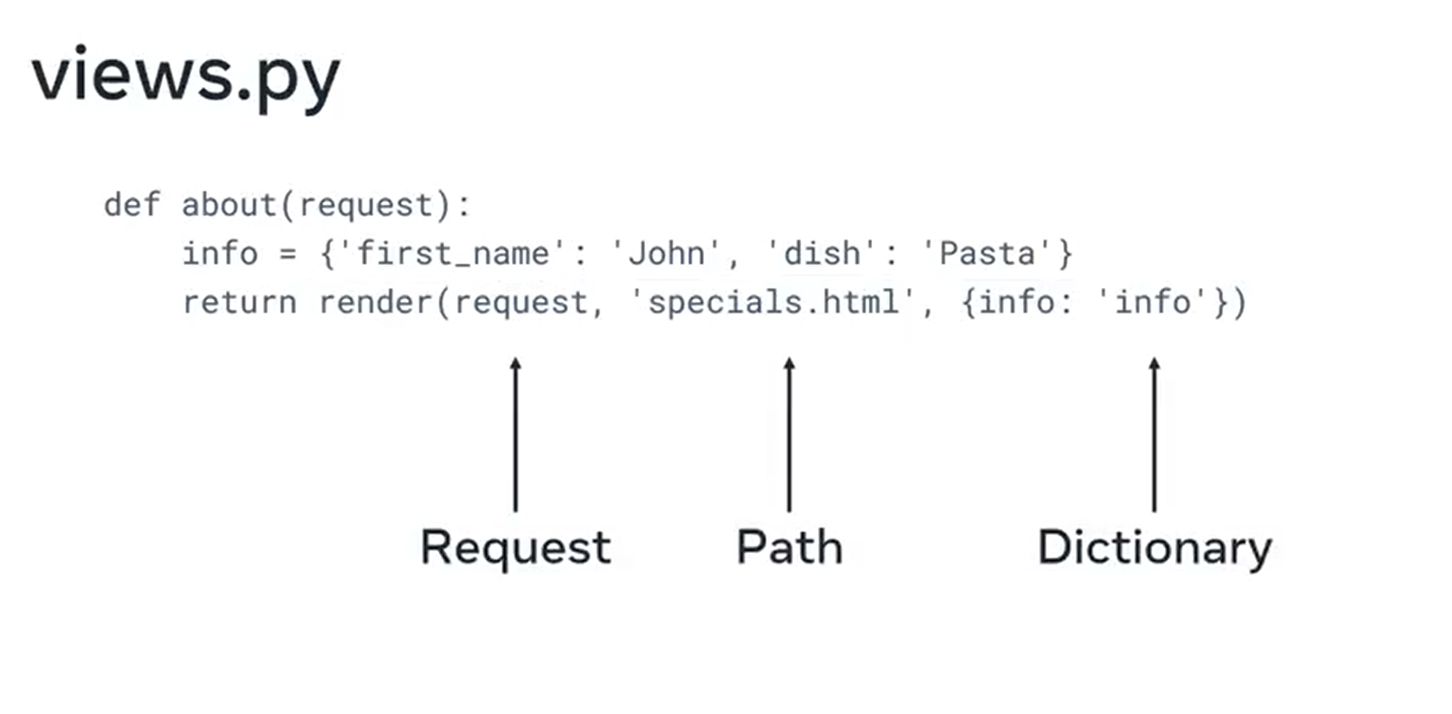 views.py
def about(request):
    info = {'first_name': 'John', 'dish': 'Pasta'}
    return render(request, 'specials.html', {info: 'info'})
Request Path Dictionary